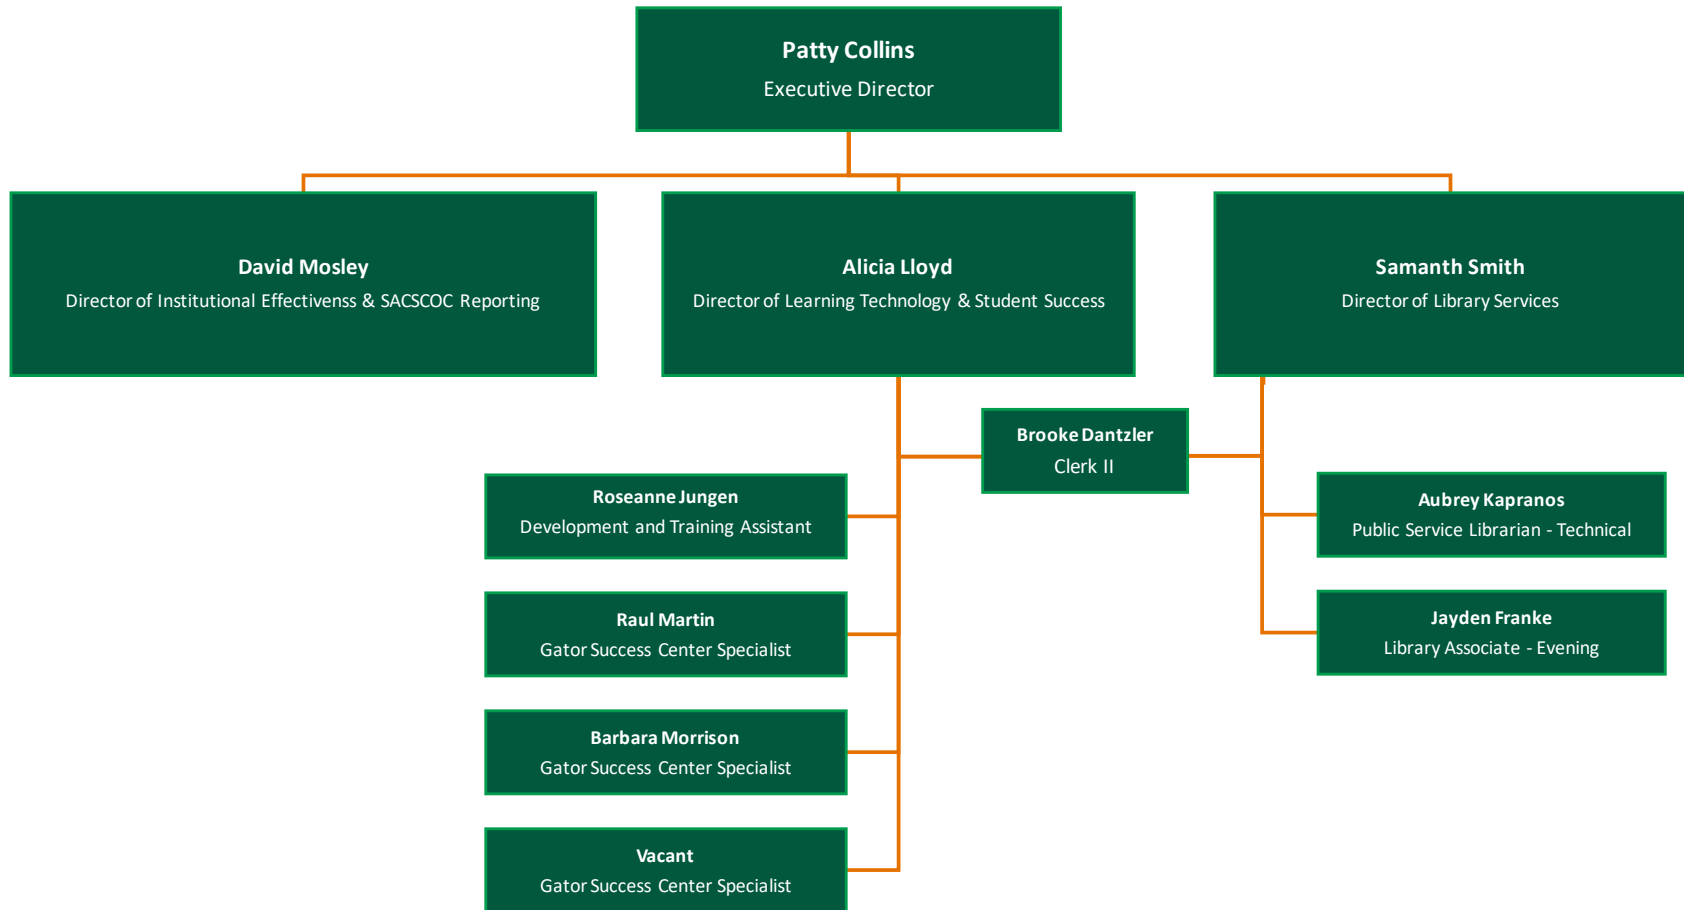 Patty Collins
Executive Director
David Mosley
Director of Institutional Effectivenss & SACSCOC Reporting
Alicia Lloyd
Director of Learning Technology & Student Success
Samanth Smith
Director of Library Services
Brooke Dantzler
Clerk II
Roseanne Jungen
Development and Training Assistant
Raul Martin
Gator Success Center Specialist
Barbara Morrison
Gator Success Center Specialist
Vacant
Gator Success Center Specialist
Aubrey Kapranos
Public Service Librarian - Technical
Jayden Franke
Library Associate - Evening